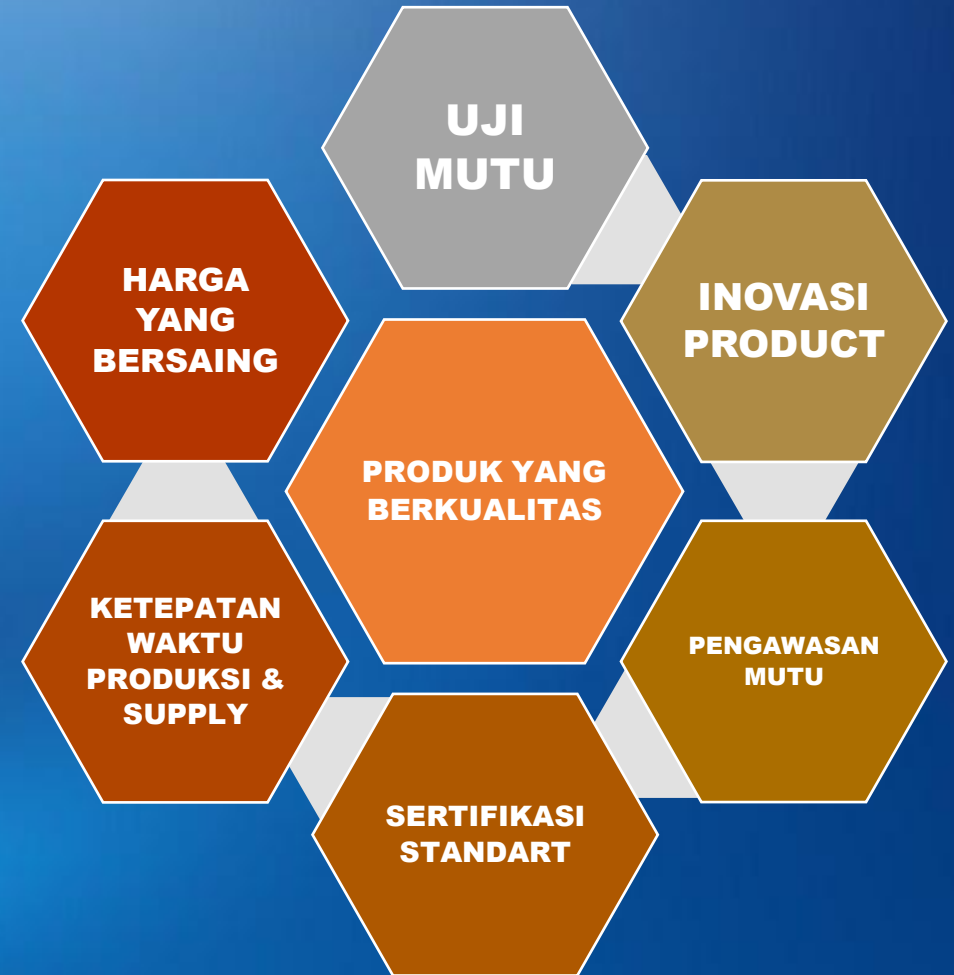 UJI
MUTU
INOVASI
PRODUCT
PENGAWASAN
MUTU
SERTIFIKASI
STANDART
KETEPATAN
WAKTU
PRODUKSI &
SUPPLY
HARGA
YANG
BERSAING
PRODUK YANG
BERKUALITAS